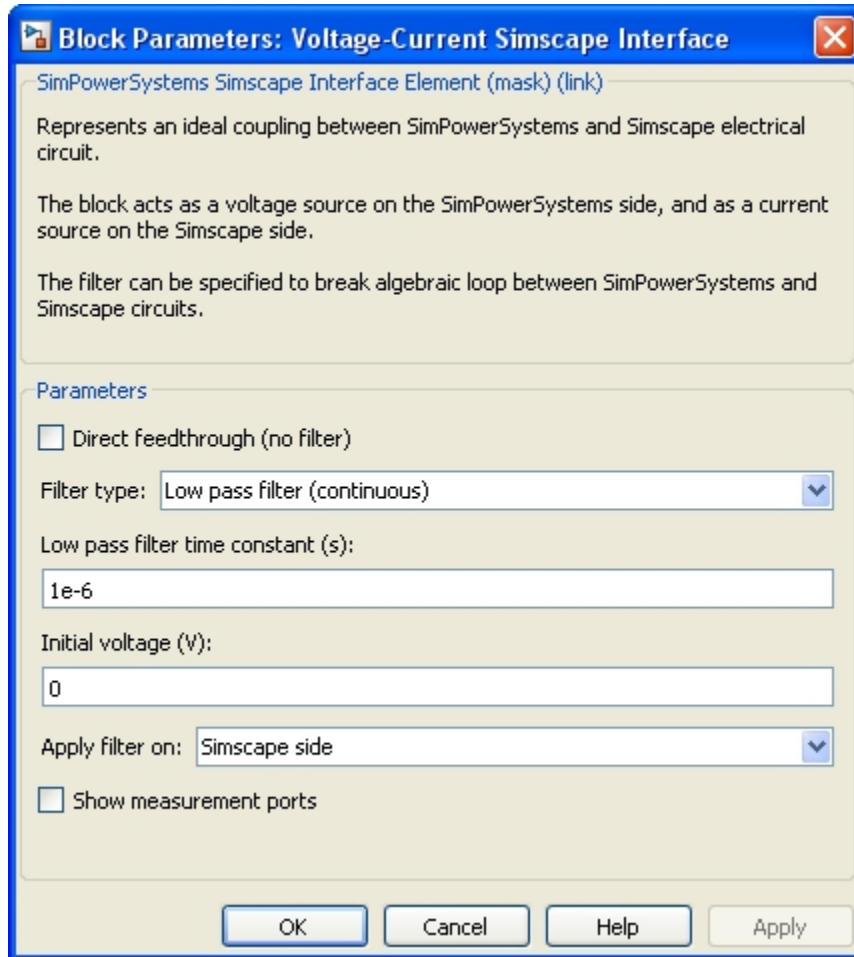 Block Parameters: Voltage-Current Simscape Interface
SimPowerSystems Simscape Interface Element (mask) (link)
Represents an ideal coupling between SimPowerSystems and Simscape electrical
circuit.
The block acts as a voltage source on the SimPowerSystems side, and as a current
source on the Simscape side.
The filter can be specified to break algebraic loop between SimPowerSystems and
Simscape circuits.
Parameters
Direct feedthrough (no filter)
Filter type: Low pass filter (continuous)
Low pass filter time constant (s):
1e-6
Initial voltage (V):
0
Apply filter on: Simscape side
Show measurement ports
OK Cancel Help Apply